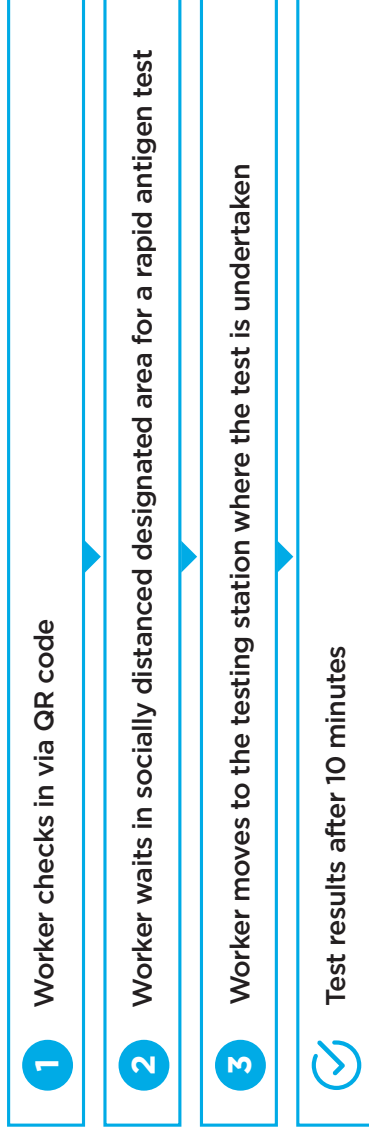 1 Worker checks in via QR code
2 Worker waits in socially distanced designated area for a rapid antigen test
3 Worker moves to the testing station where the test is undertaken
Test results after 10 minutes